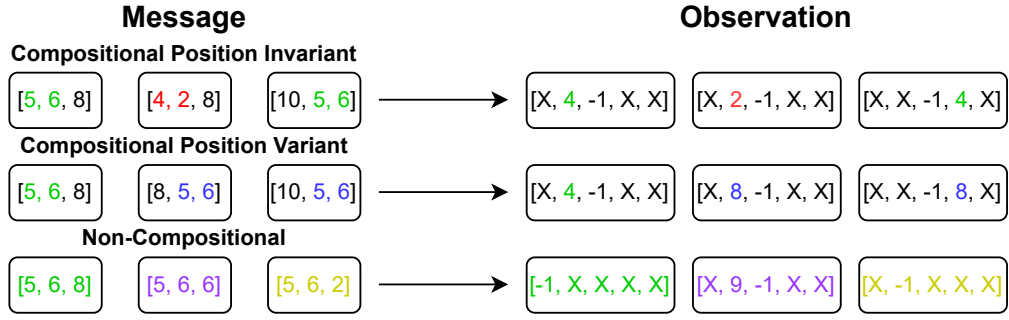 Message Observation
Compositional Position Invariant
[5, 6, 8] [4, 2, 8] [10, 5, 6] [X, 4, -1, X, X] [X, 2, -1, X, X] [X, X, -1, 4, X]
Compositional Position Variant
[5, 6, 8] [8, 5, 6] [10, 5, 6] [X, 4, -1, X, X] [X, 8, -1, X, X] [X, X, -1, 8, X]
Non-Compositional
[5, 6, 8] [5, 6, 6] [5, 6, 2] [-1, X, X, X, X] [X, 9, -1, X, X] [X, -1, X, X, X]